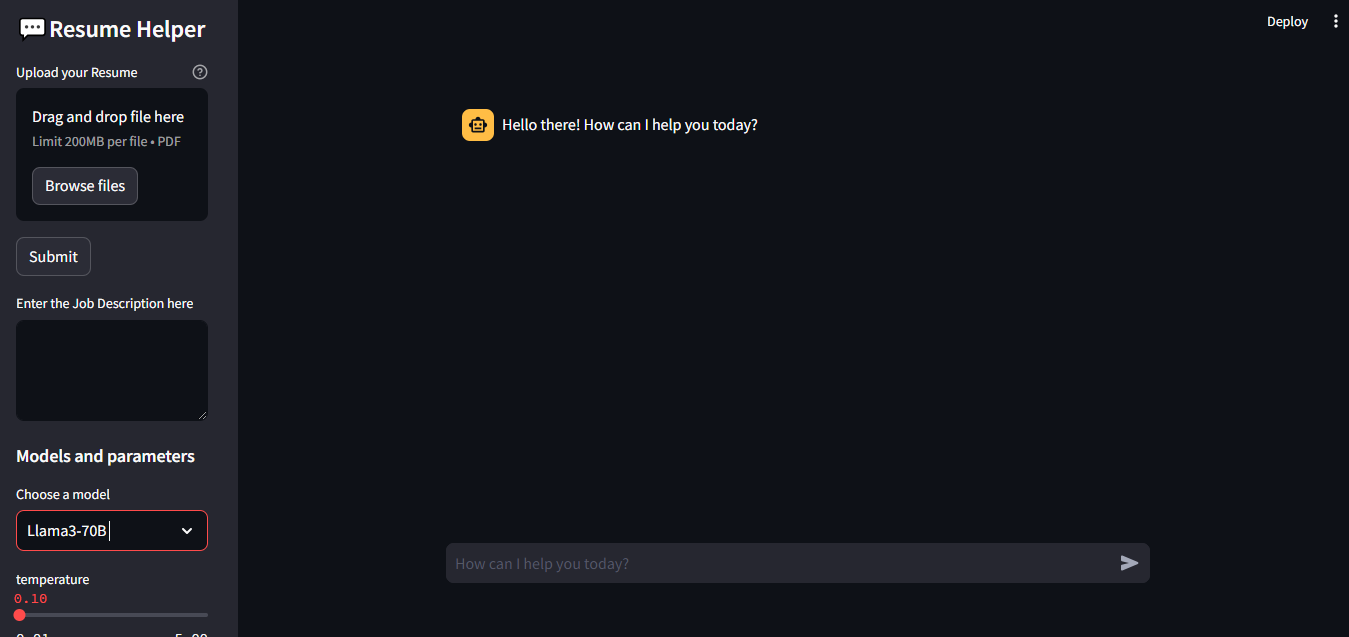 Resume Helper
Upload your Resume
Drag and drop file here
Limit 200MB per file • PDF
Browse files
Submit
Enter the Job Description here
Models and parameters
Choose a model
Llama3-70B
temperature
0.10
Deploy
Hello there! How can I help you today?
How can I help you today?